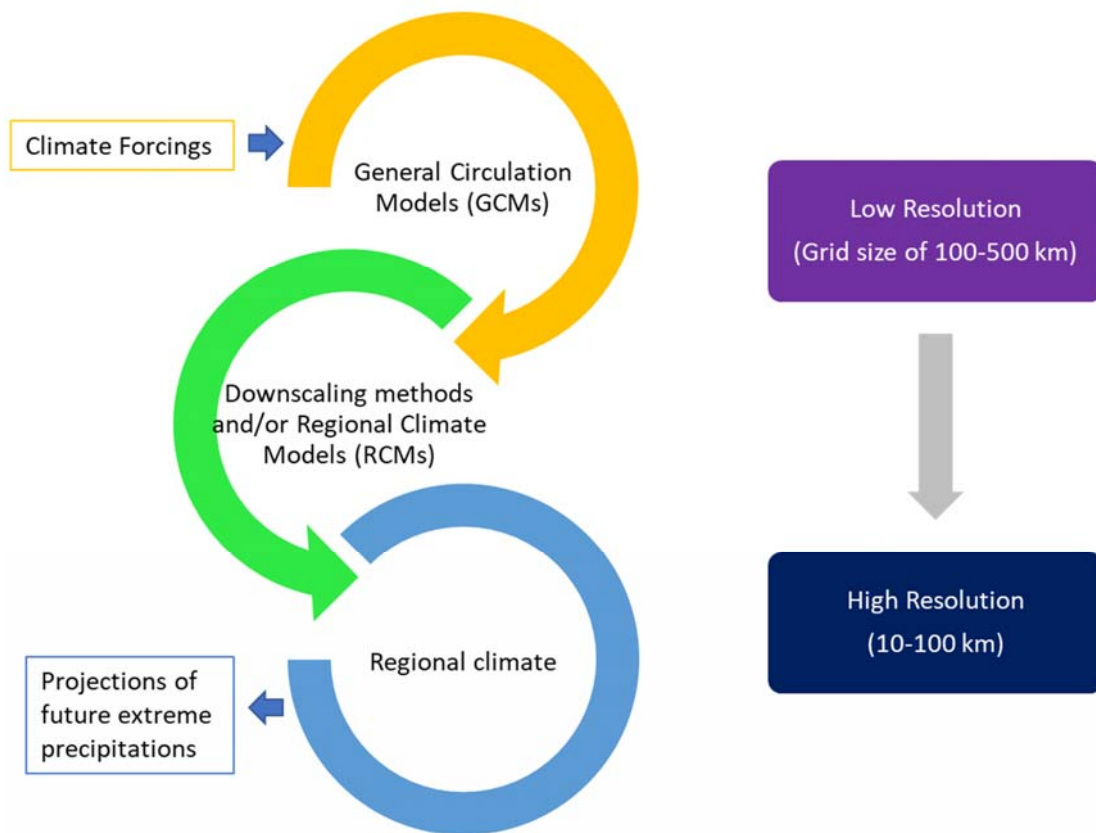 Climate Forcings
General Circulation
Models (GCMs)
Low Resolution
(Grid size of 100-500 km)
Downscaling methods
and/or Regional Climate
Models (RCMs)
High Resolution
(10-100 km)
Regional climate
Projections of
future extreme
precipitations